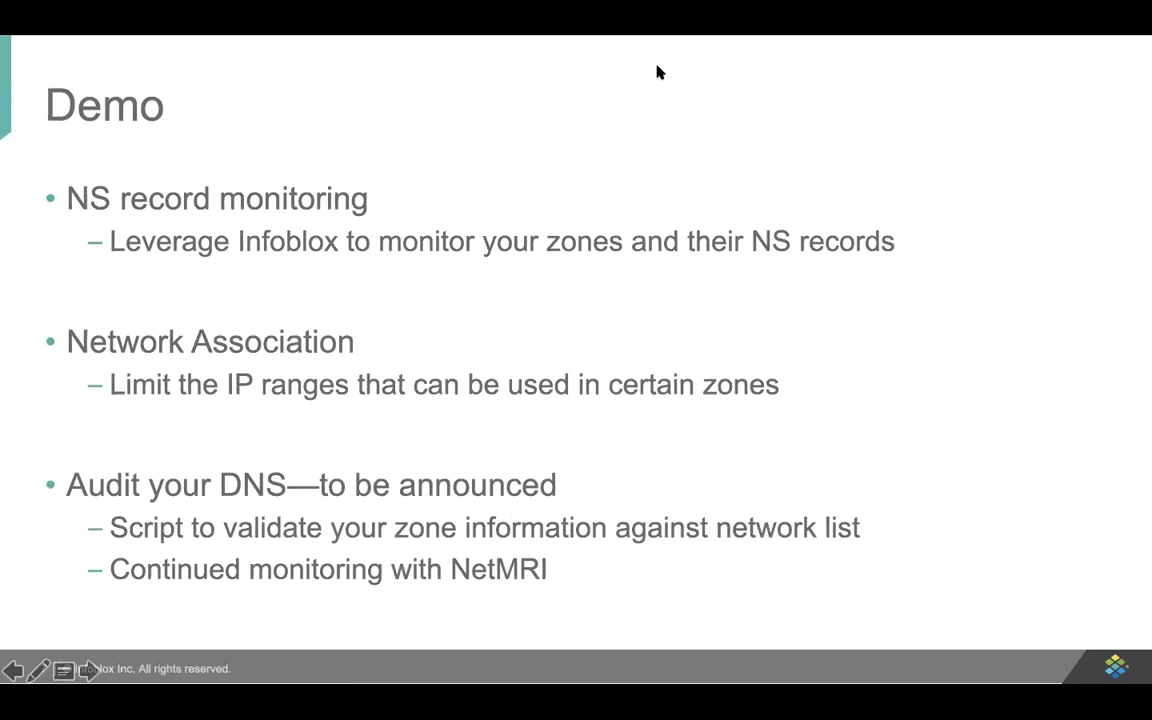 Demo
• NS record monitoring
– Leverage Infoblox to monitor your zones and their NS records
• Network Association
– Limit the IP ranges that can be used in certain zones
• Audit your DNS—to be announced
– Script to validate your zone information against network list
– Continued monitoring with NetMRI
Inc. All rights reserved.